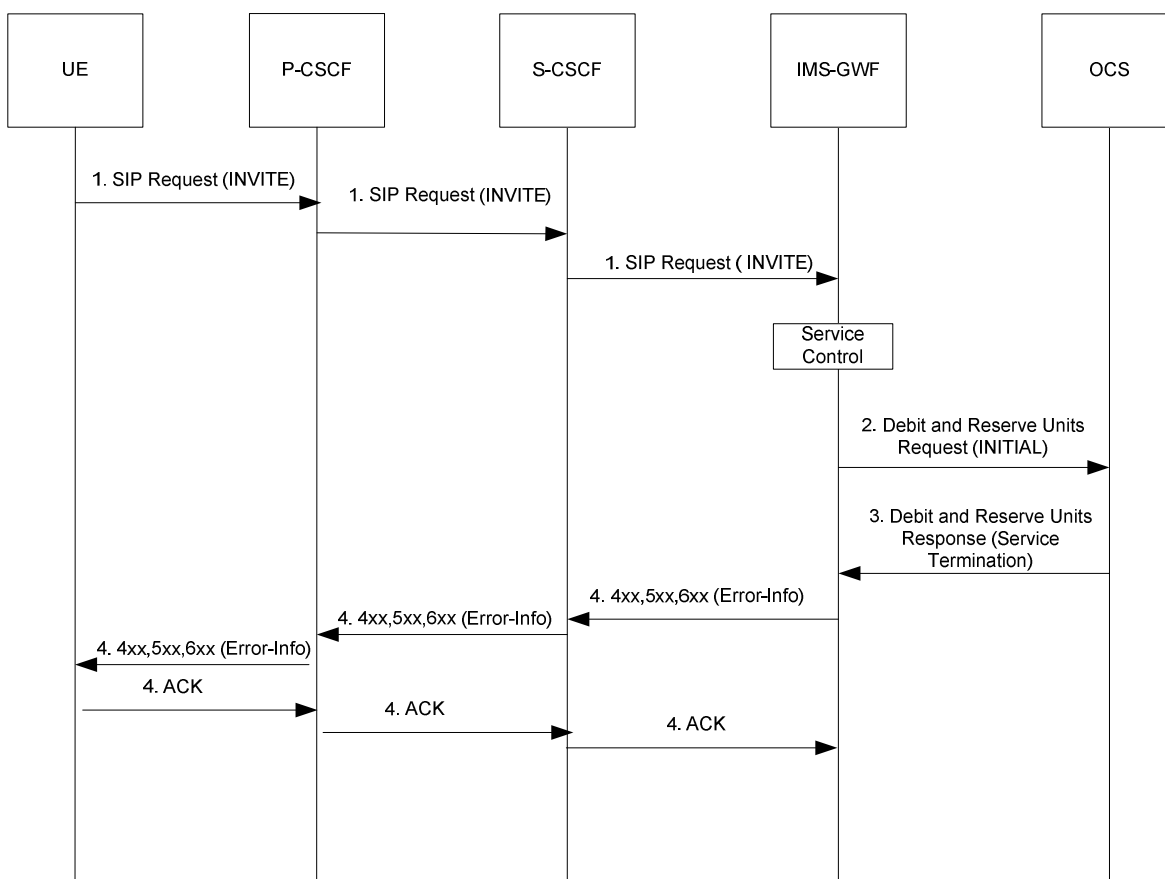 UE
P-CSCF
S-CSCF
IMS-GWF
OCS
1. SIP Request (INVITE)
1. SIP Request (INVITE)
1. SIP Request ( INVITE)
Service
Control
2. Debit and Reserve Units
Request (INITIAL)
3. Debit and Reserve Units
Response (Service
Termination)
4. 4xx,5xx,6xx (Error-Info)
4. 4xx,5xx,6xx (Error-Info)
4. 4xx,5xx,6xx (Error-Info)
4. ACK
4. ACK
4. ACK